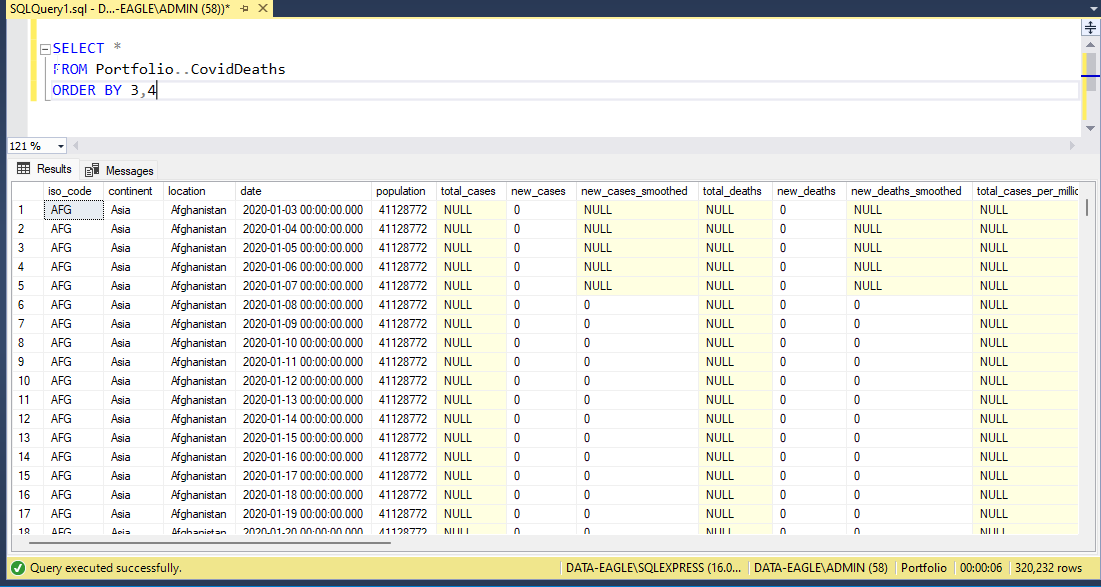 SQLQuery1.sql - D...-EAGLE\ADMIN (58))*
SELECT *
FROM Portfolio..CovidDeaths
ORDER BY 3,4
121 %
Results Messages
iso_code continent location date population total_cases new_cases new_cases_smoothed total_deaths new_deaths new_deaths_smoothed total_cases_per_millic
1 AFG Asia Afghanistan 2020-01-03 00:00:00.000 41128772 NULL 0 NULL NULL 0 NULL NULL
2 AFG Asia Afghanistan 2020-01-04 00:00:00.000 41128772 NULL 0 NULL NULL 0 NULL NULL
3 AFG Asia Afghanistan 2020-01-05 00:00:00.000 41128772 NULL 0 NULL NULL 0 NULL NULL
4 AFG Asia Afghanistan 2020-01-06 00:00:00.000 41128772 NULL 0 NULL NULL 0 NULL NULL
5 AFG Asia Afghanistan 2020-01-07 00:00:00.000 41128772 NULL 0 NULL NULL 0 NULL NULL
6 AFG Asia Afghanistan 2020-01-08 00:00:00.000 41128772 NULL 0 0 NULL 0 0 NULL
7 AFG Asia Afghanistan 2020-01-09 00:00:00.000 41128772 NULL 0 0 NULL 0 0 NULL
8 AFG Asia Afghanistan 2020-01-10 00:00:00.000 41128772 NULL 0 0 NULL 0 0 NULL
9 AFG Asia Afghanistan 2020-01-11 00:00:00.000 41128772 NULL 0 0 NULL 0 0 NULL
10 AFG Asia Afghanistan 2020-01-12 00:00:00.000 41128772 NULL 0 0 NULL 0 0 NULL
11 AFG Asia Afghanistan 2020-01-13 00:00:00.000 41128772 NULL 0 0 NULL 0 0 NULL
12 AFG Asia Afghanistan 2020-01-14 00:00:00.000 41128772 NULL 0 0 NULL 0 0 NULL
13 AFG Asia Afghanistan 2020-01-15 00:00:00.000 41128772 NULL 0 0 NULL 0 0 NULL
14 AFG Asia Afghanistan 2020-01-16 00:00:00.000 41128772 NULL 0 0 NULL 0 0 NULL
15 AFG Asia Afghanistan 2020-01-17 00:00:00.000 41128772 NULL 0 0 NULL 0 0 NULL
16 AFG Asia Afghanistan 2020-01-18 00:00:00.000 41128772 NULL 0 0 NULL 0 0 NULL
17 AFG Asia Afghanistan 2020-01-19 00:00:00.000 41128772 NULL 0 0 NULL 0 0 NULL
18 AFG Asia Afghanistan 2020-01-20 00:00:00.000 41128772 NULL 0 0 NULL 0 0 NULL
Query executed successfully. DATA-EAGLE\SQLEXPRESS (16.0... DATA-EAGLE\ADMIN (58) Portfolio 00:00:06 320,232 rows